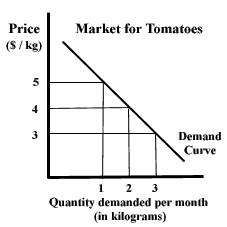 Price
($ / kg)
Market for Tomatoes
5
4
3
Demand
Curve
1 2 3
Quantity demanded per month
(in kilograms)